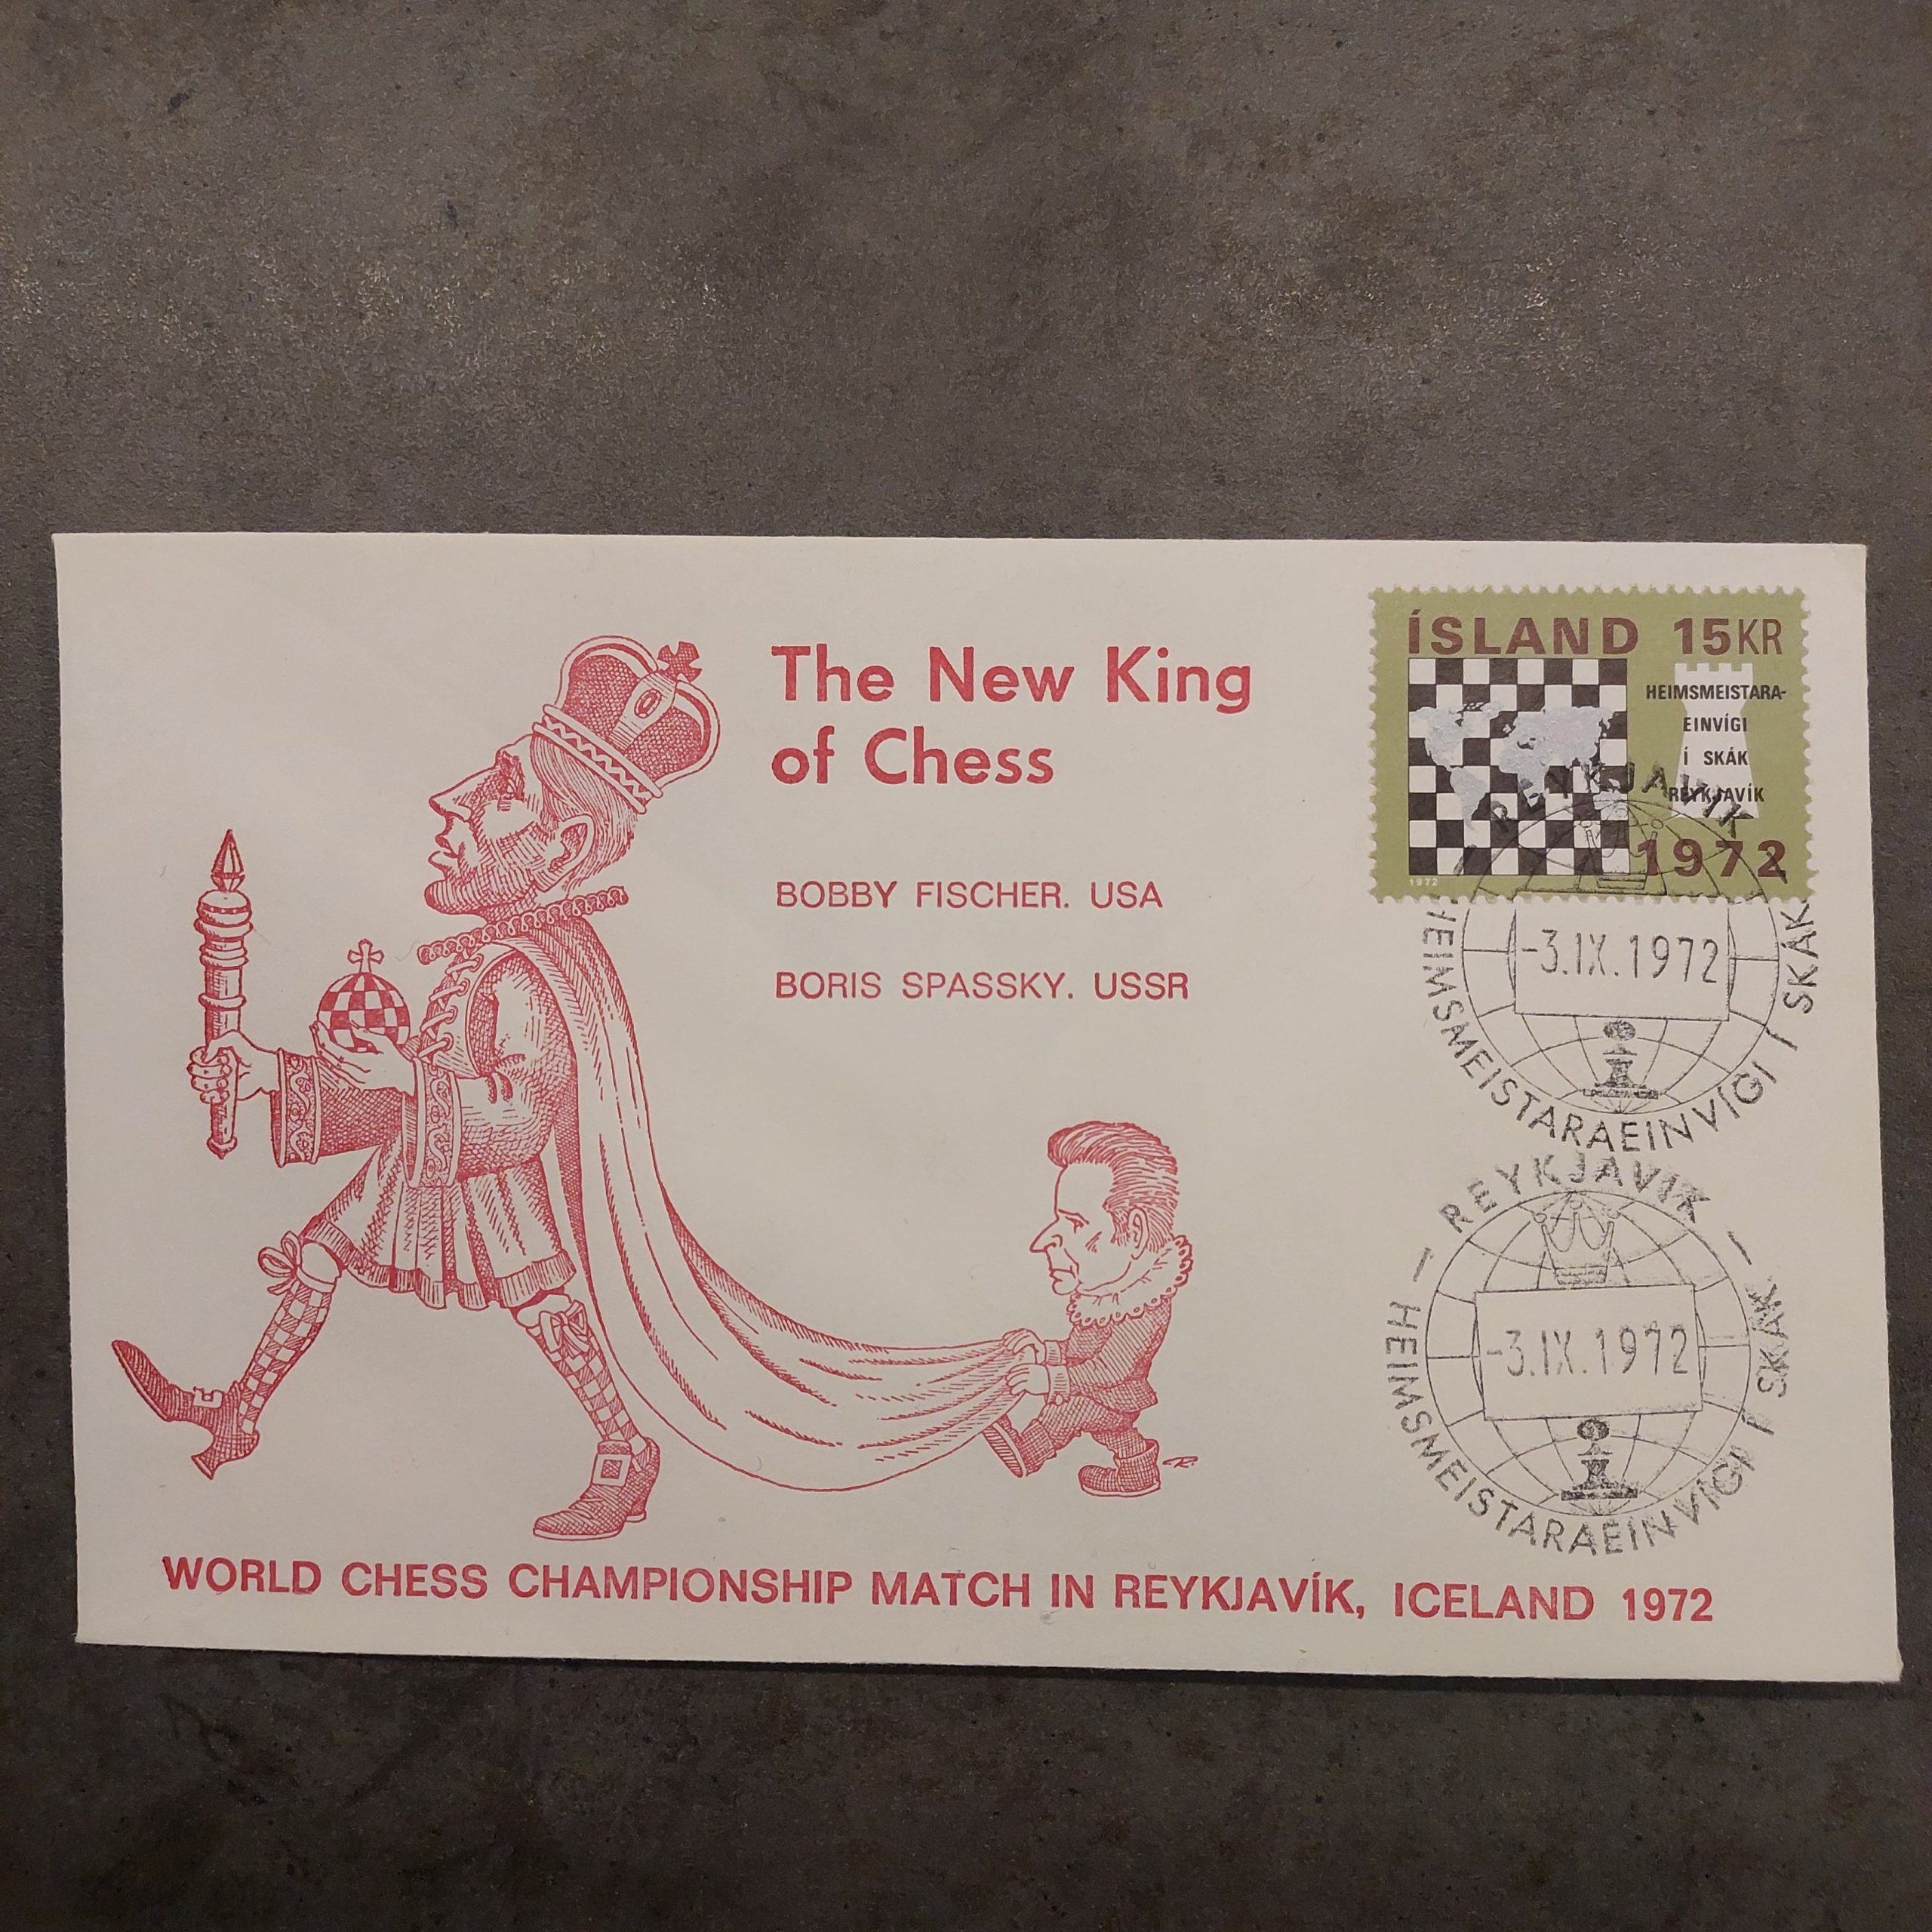 The New King
of Chess
BOBBY FISCHER. USA
BORIS SPASSKY. USSR
ÍSLAND 15KR
HEIMSMEISTARA-
EINVÍGI
Í SKÁK
REYKJAVÍK
1972
1972
REYKJAVÍK
-3.IX.1972
HEIMSMEISTARAEINVÍGI Í SKÁK
REYKJAVÍK
-3.IX.1972
HEIMSMEISTARAEINVÍGI Í SKÁK
WORLD CHESS CHAMPIONSHIP MATCH IN REYKJAVÍK, ICELAND 1972